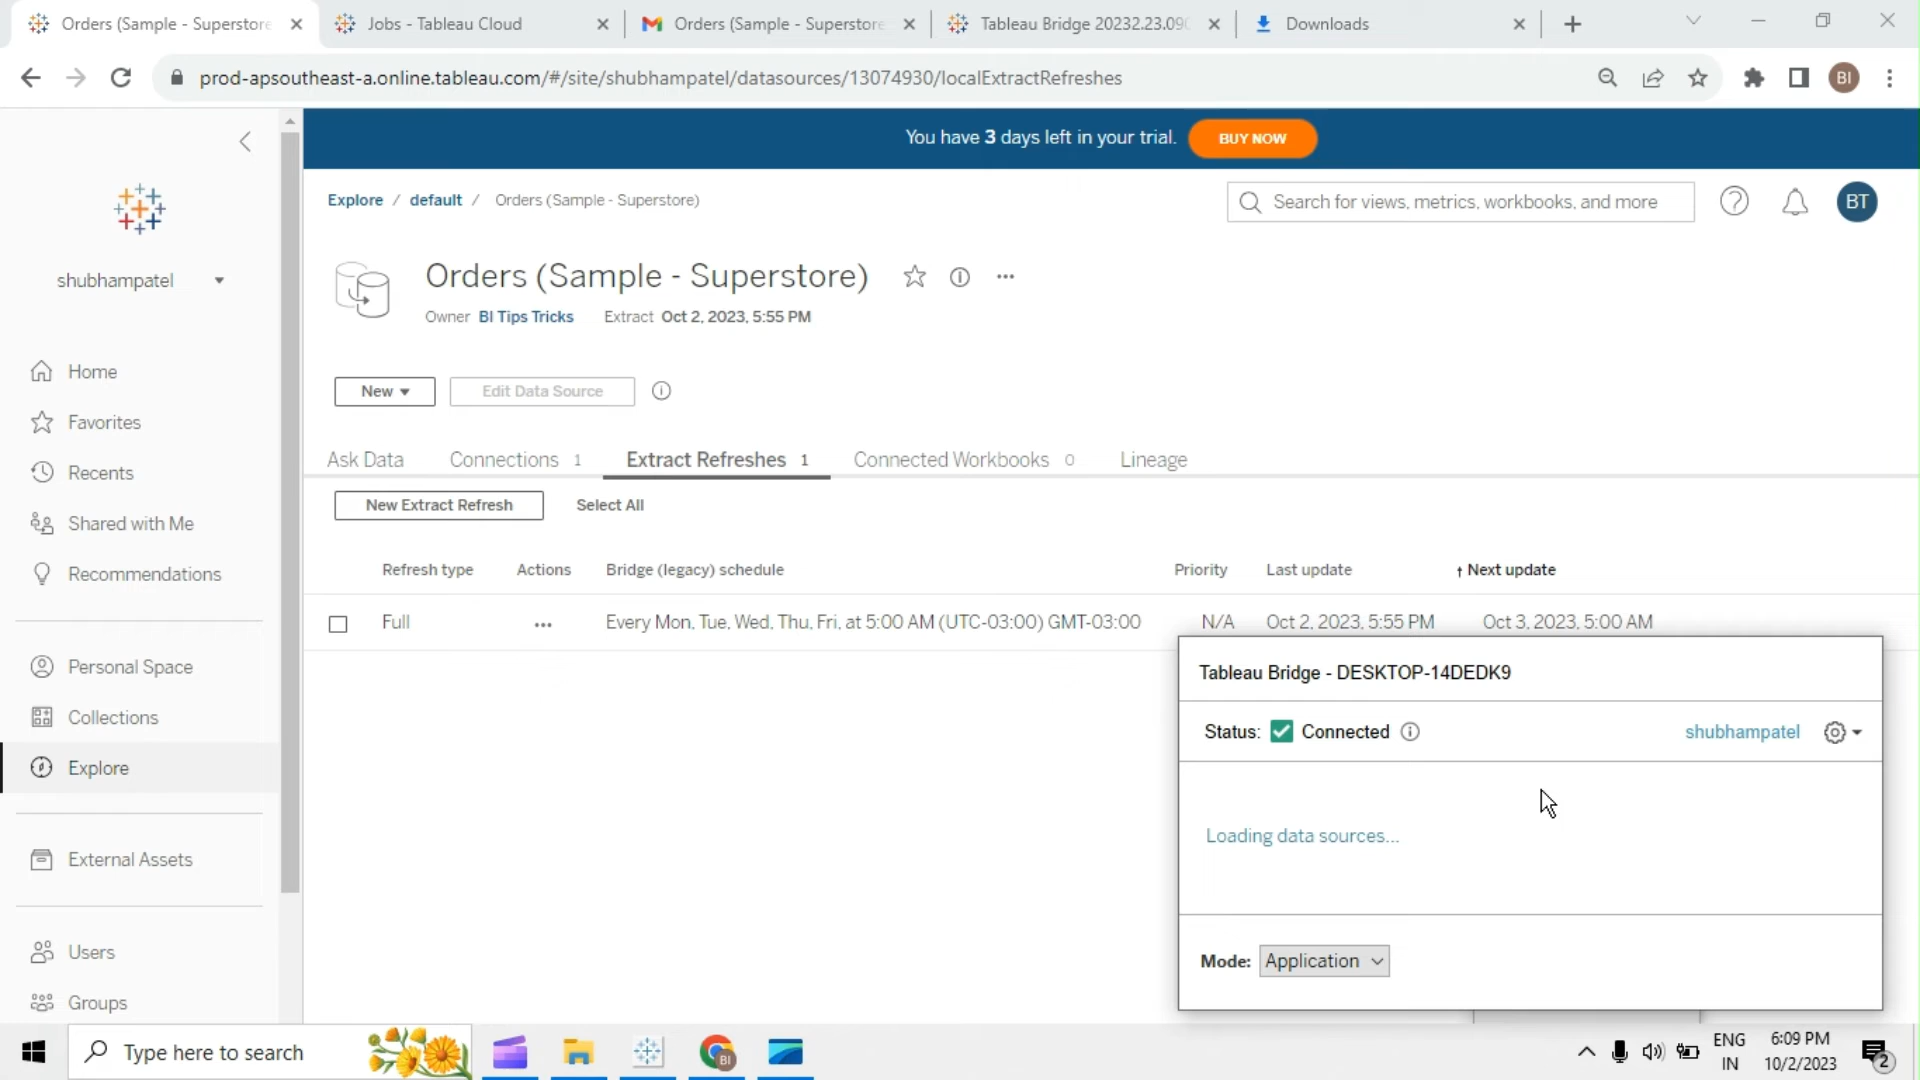 Orders (Sample - Superstore
Jobs - Tableau Cloud
Orders (Sample - Superstore
Tableau Bridge 20232.23.090
Downloads
prod-apsoutheast-a.online.tableau.com/#/site/shubhampatel/datasources/13074930/localExtractRefreshes
BI
You have 3 days left in your trial.
BUY NOW
Explore / default / Orders (Sample - Superstore)
Search for views, metrics, workbooks, and more
BT
shubhampatel
Orders (Sample - Superstore)
Owner BI Tips Tricks Extract Oct 2, 2023, 5:55 PM
Home
Favorites
Recents
Shared with Me
Recommendations
Personal Space
Collections
Explore
External Assets
Users
Groups
New
Edit Data Source
Ask Data
Connections 1
Extract Refreshes 1
Connected Workbooks 0
Lineage
New Extract Refresh
Select All
Refresh type Actions Bridge (legacy) schedule Priority Last update ↑ Next update
Full ... Every Mon, Tue, Wed, Thu, Fri, at 5:00 AM (UTC-03:00) GMT-03:00 N/A Oct 2, 2023, 5:55 PM Oct 3, 2023, 5:00 AM
Tableau Bridge - DESKTOP-14DEDK9
Status: Connected
shubhampatel
Loading data sources...
Mode: Application
Type here to search
BI
ENG
IN
6:09 PM
10/2/2023
2